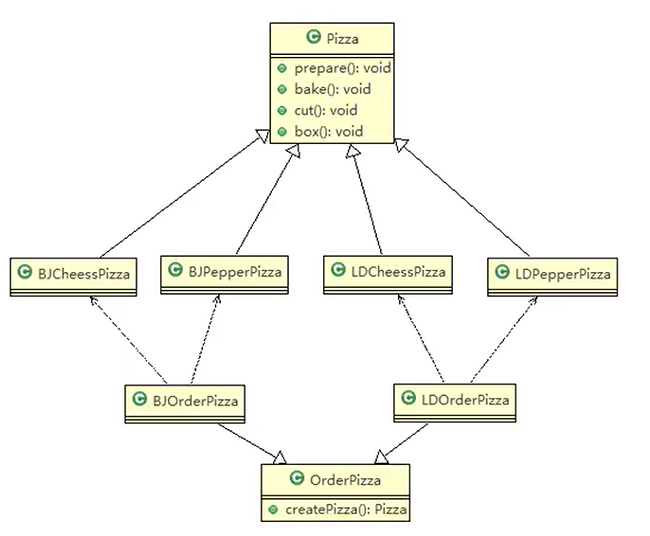 Pizza
prepare(): void
bake(): void
cut(): void
box(): void
BJCheessPizza
BJPepperPizza
LDCheessPizza
LDPepperPizza
BJOrderPizza
LDOrderPizza
OrderPizza
createPizza(): Pizza